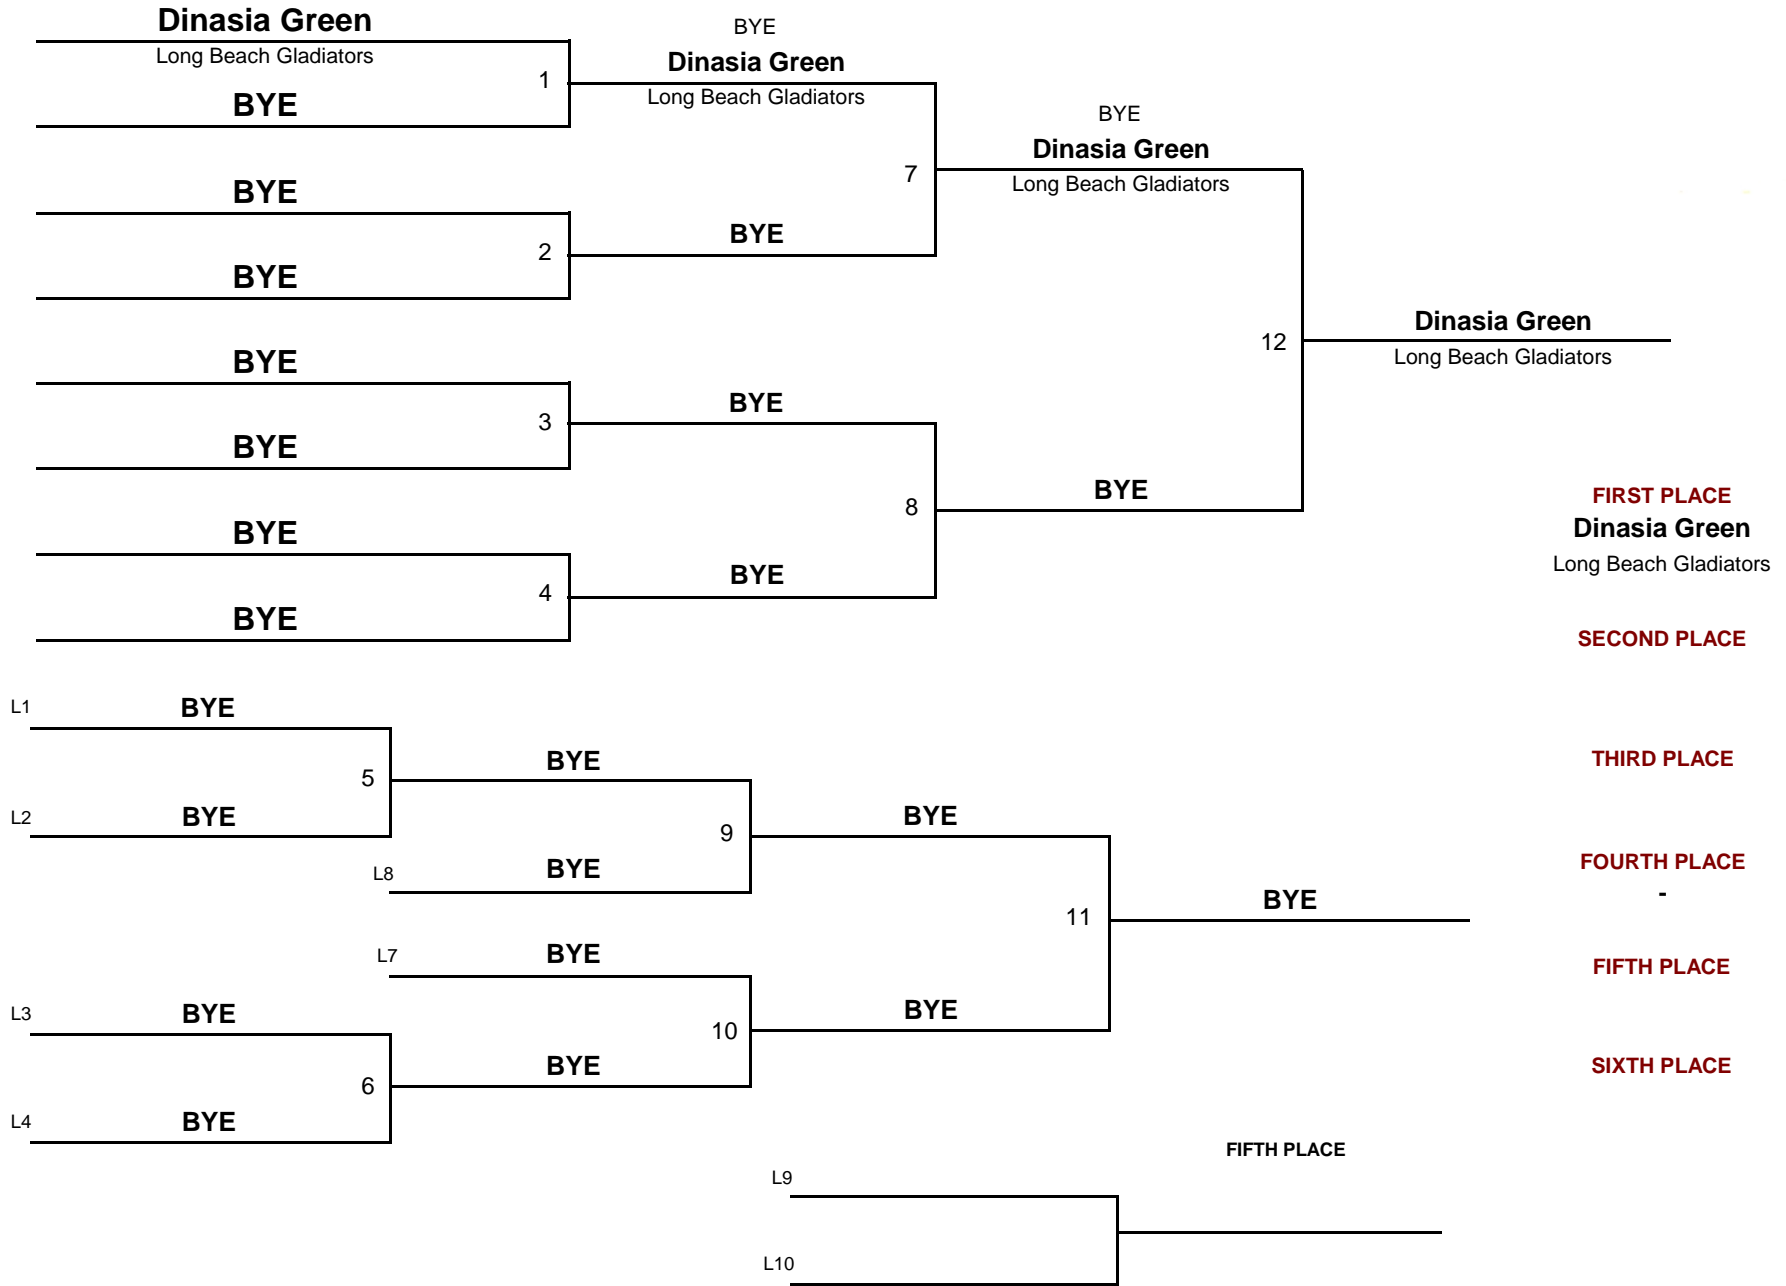 Dinasia Green
Long Beach Gladiators
BYE
1
BYE
Dinasia Green
Long Beach Gladiators
BYE
BYE
2
BYE
7
BYE
Dinasia Green
Long Beach Gladiators
BYE
BYE
3
BYE
BYE
BYE
4
BYE
8
BYE
12
Dinasia Green
Long Beach Gladiators
FIRST PLACE
Dinasia Green
Long Beach Gladiators
SECOND PLACE
THIRD PLACE
FOURTH PLACE
-
FIFTH PLACE
SIXTH PLACE
L1 BYE
5
L2 BYE
BYE
9
L8 BYE
BYE
11
BYE
L7 BYE
10
BYE
L3 BYE
6
L4 BYE
BYE
FIFTH PLACE
L9
L10